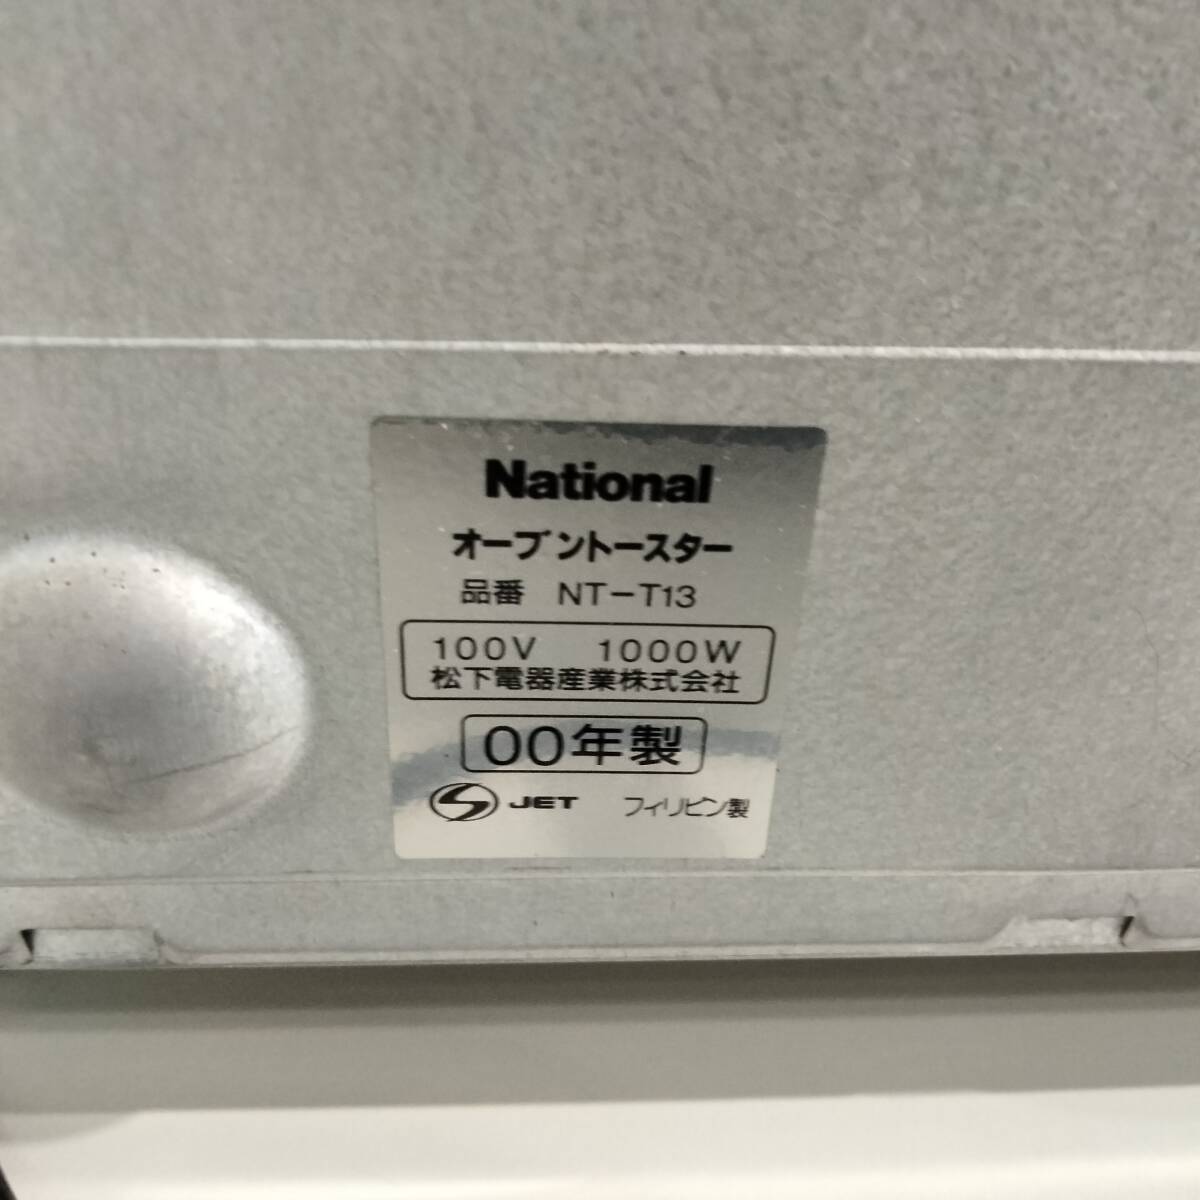 National
オーブントースター
品番 NT-T13
100V 1000W
松下電器産業株式会社
00年製
JET フィリピン製